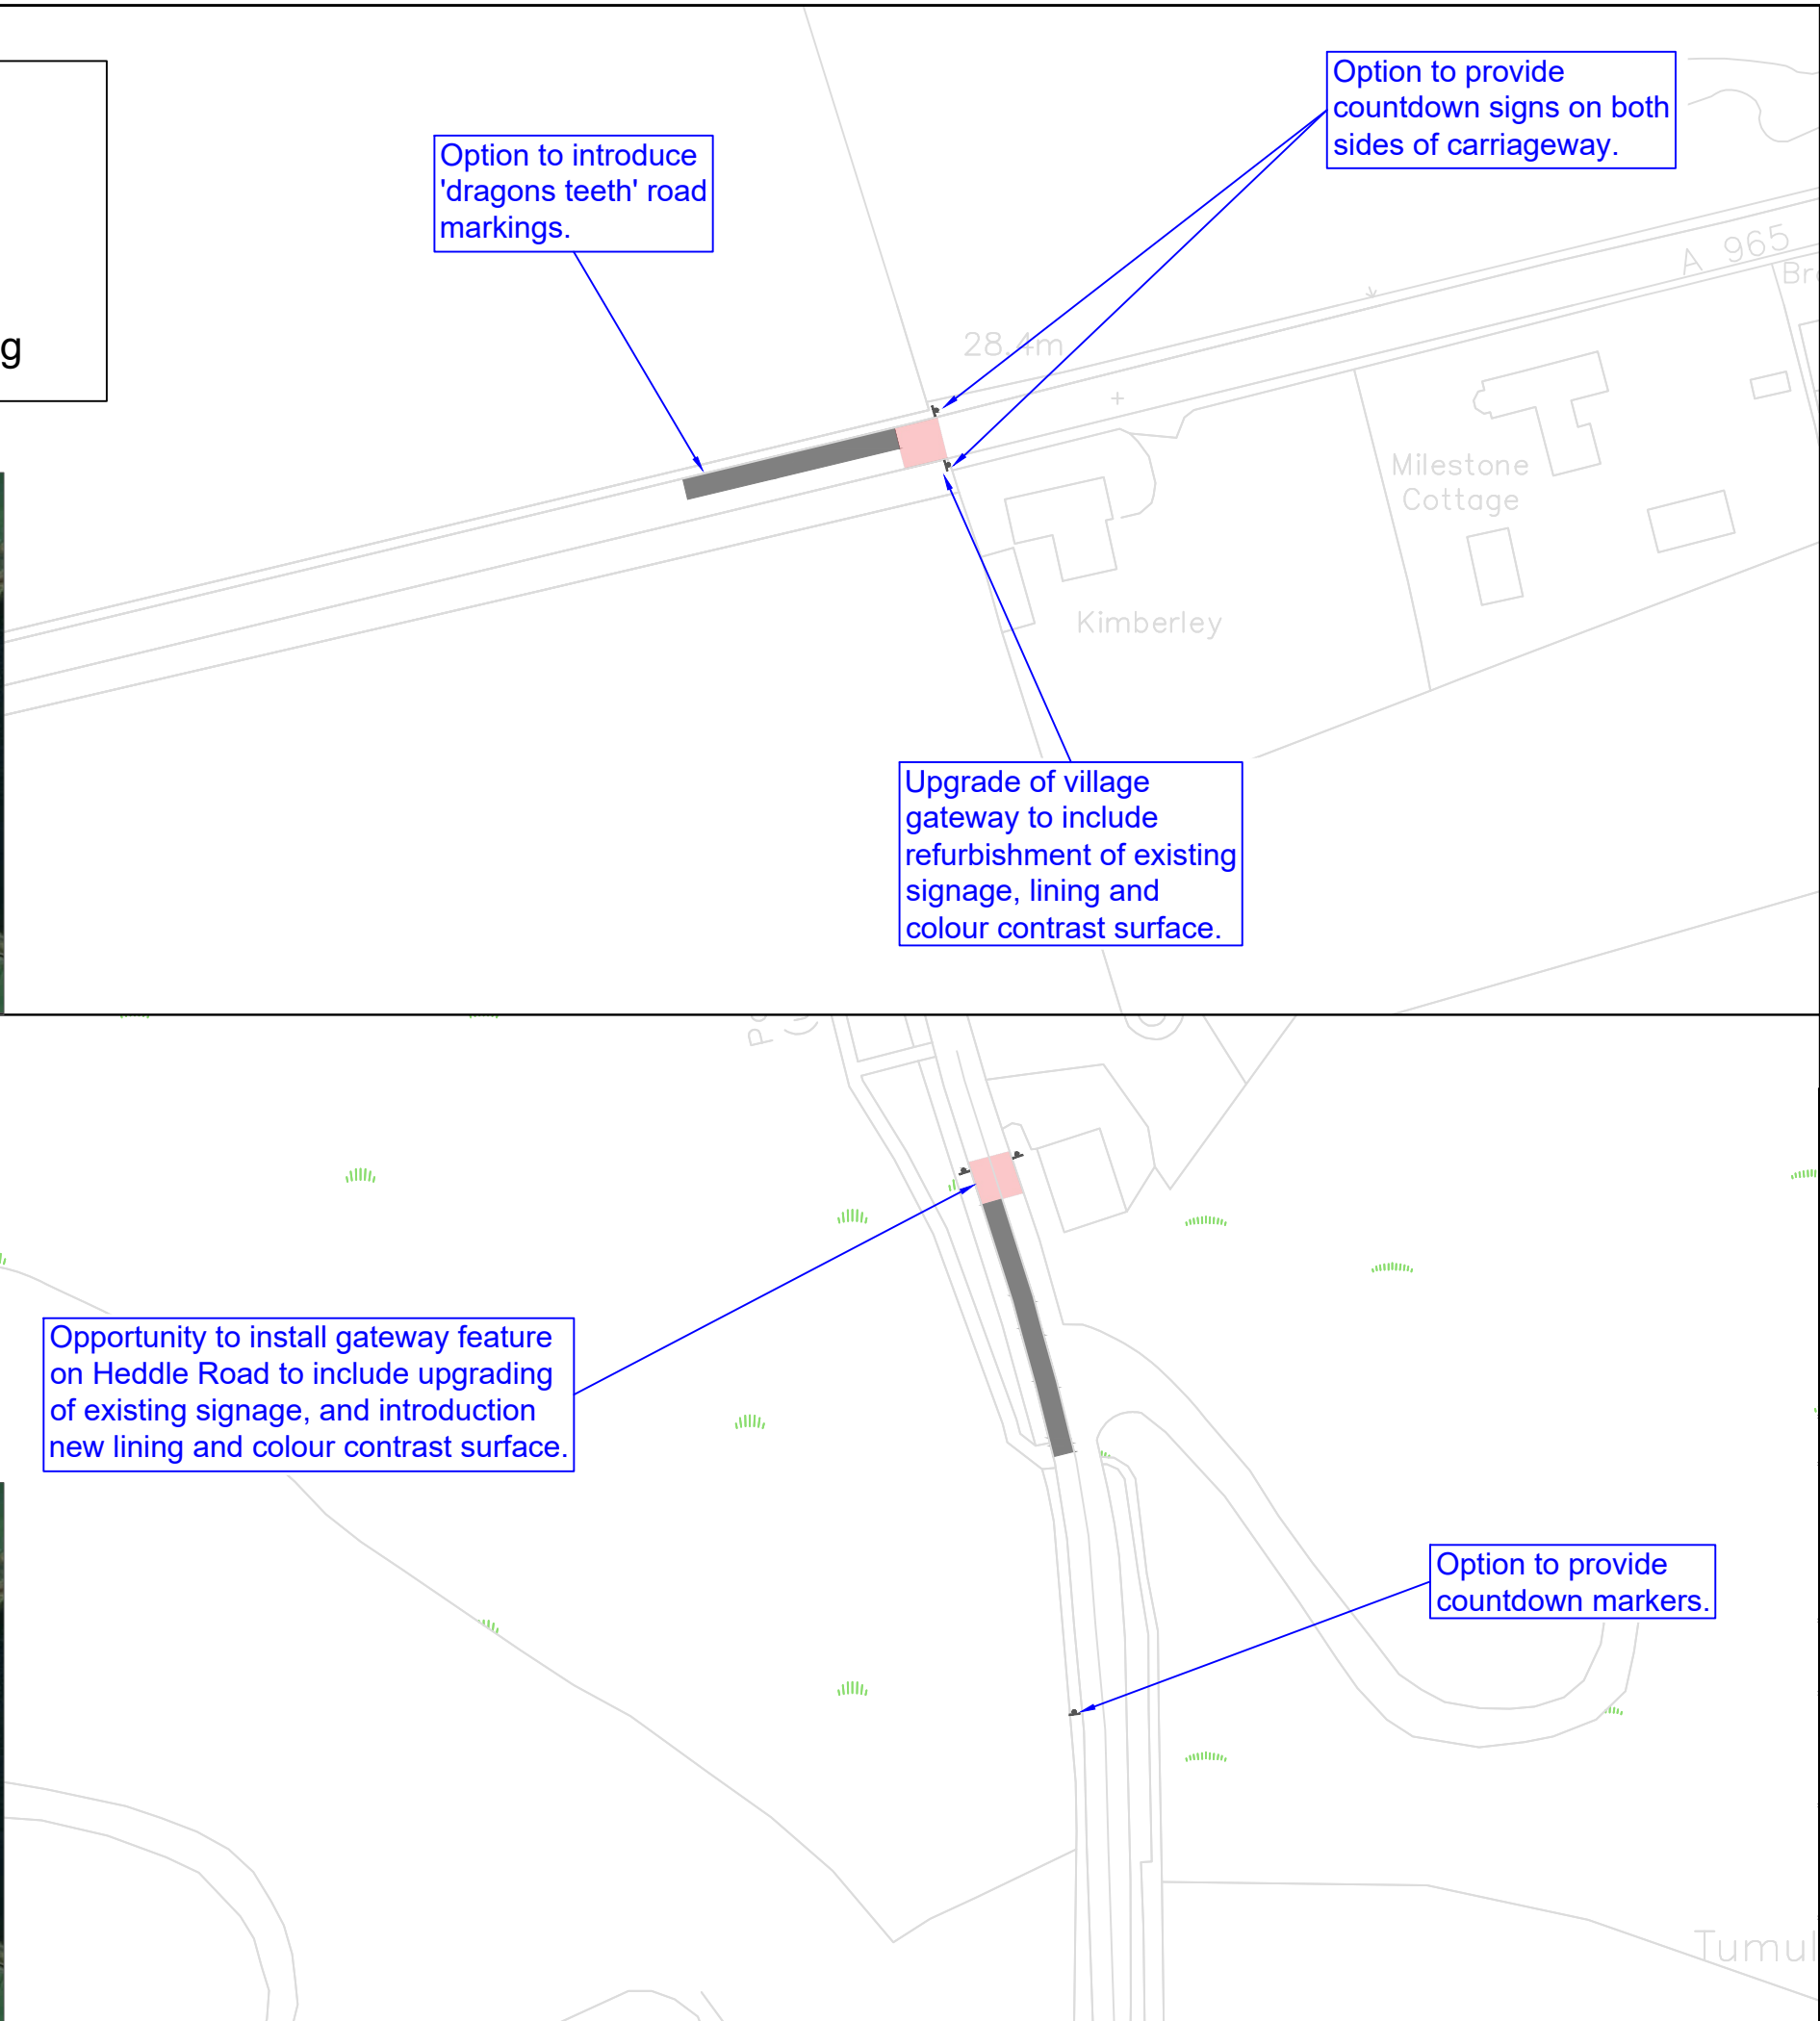 g
Option to introduce
'dragons teeth' road
markings.
Option to provide
countdown signs on both
sides of carriageway.
A 965
28.4m
Milestone
Cottage
Kimberley
Upgrade of village
gateway to include
refurbishment of existing
signage, lining and
colour contrast surface.
Opportunity to install gateway feature
on Heddle Road to include upgrading
of existing signage, and introduction
new lining and colour contrast surface.
Option to provide
countdown markers.